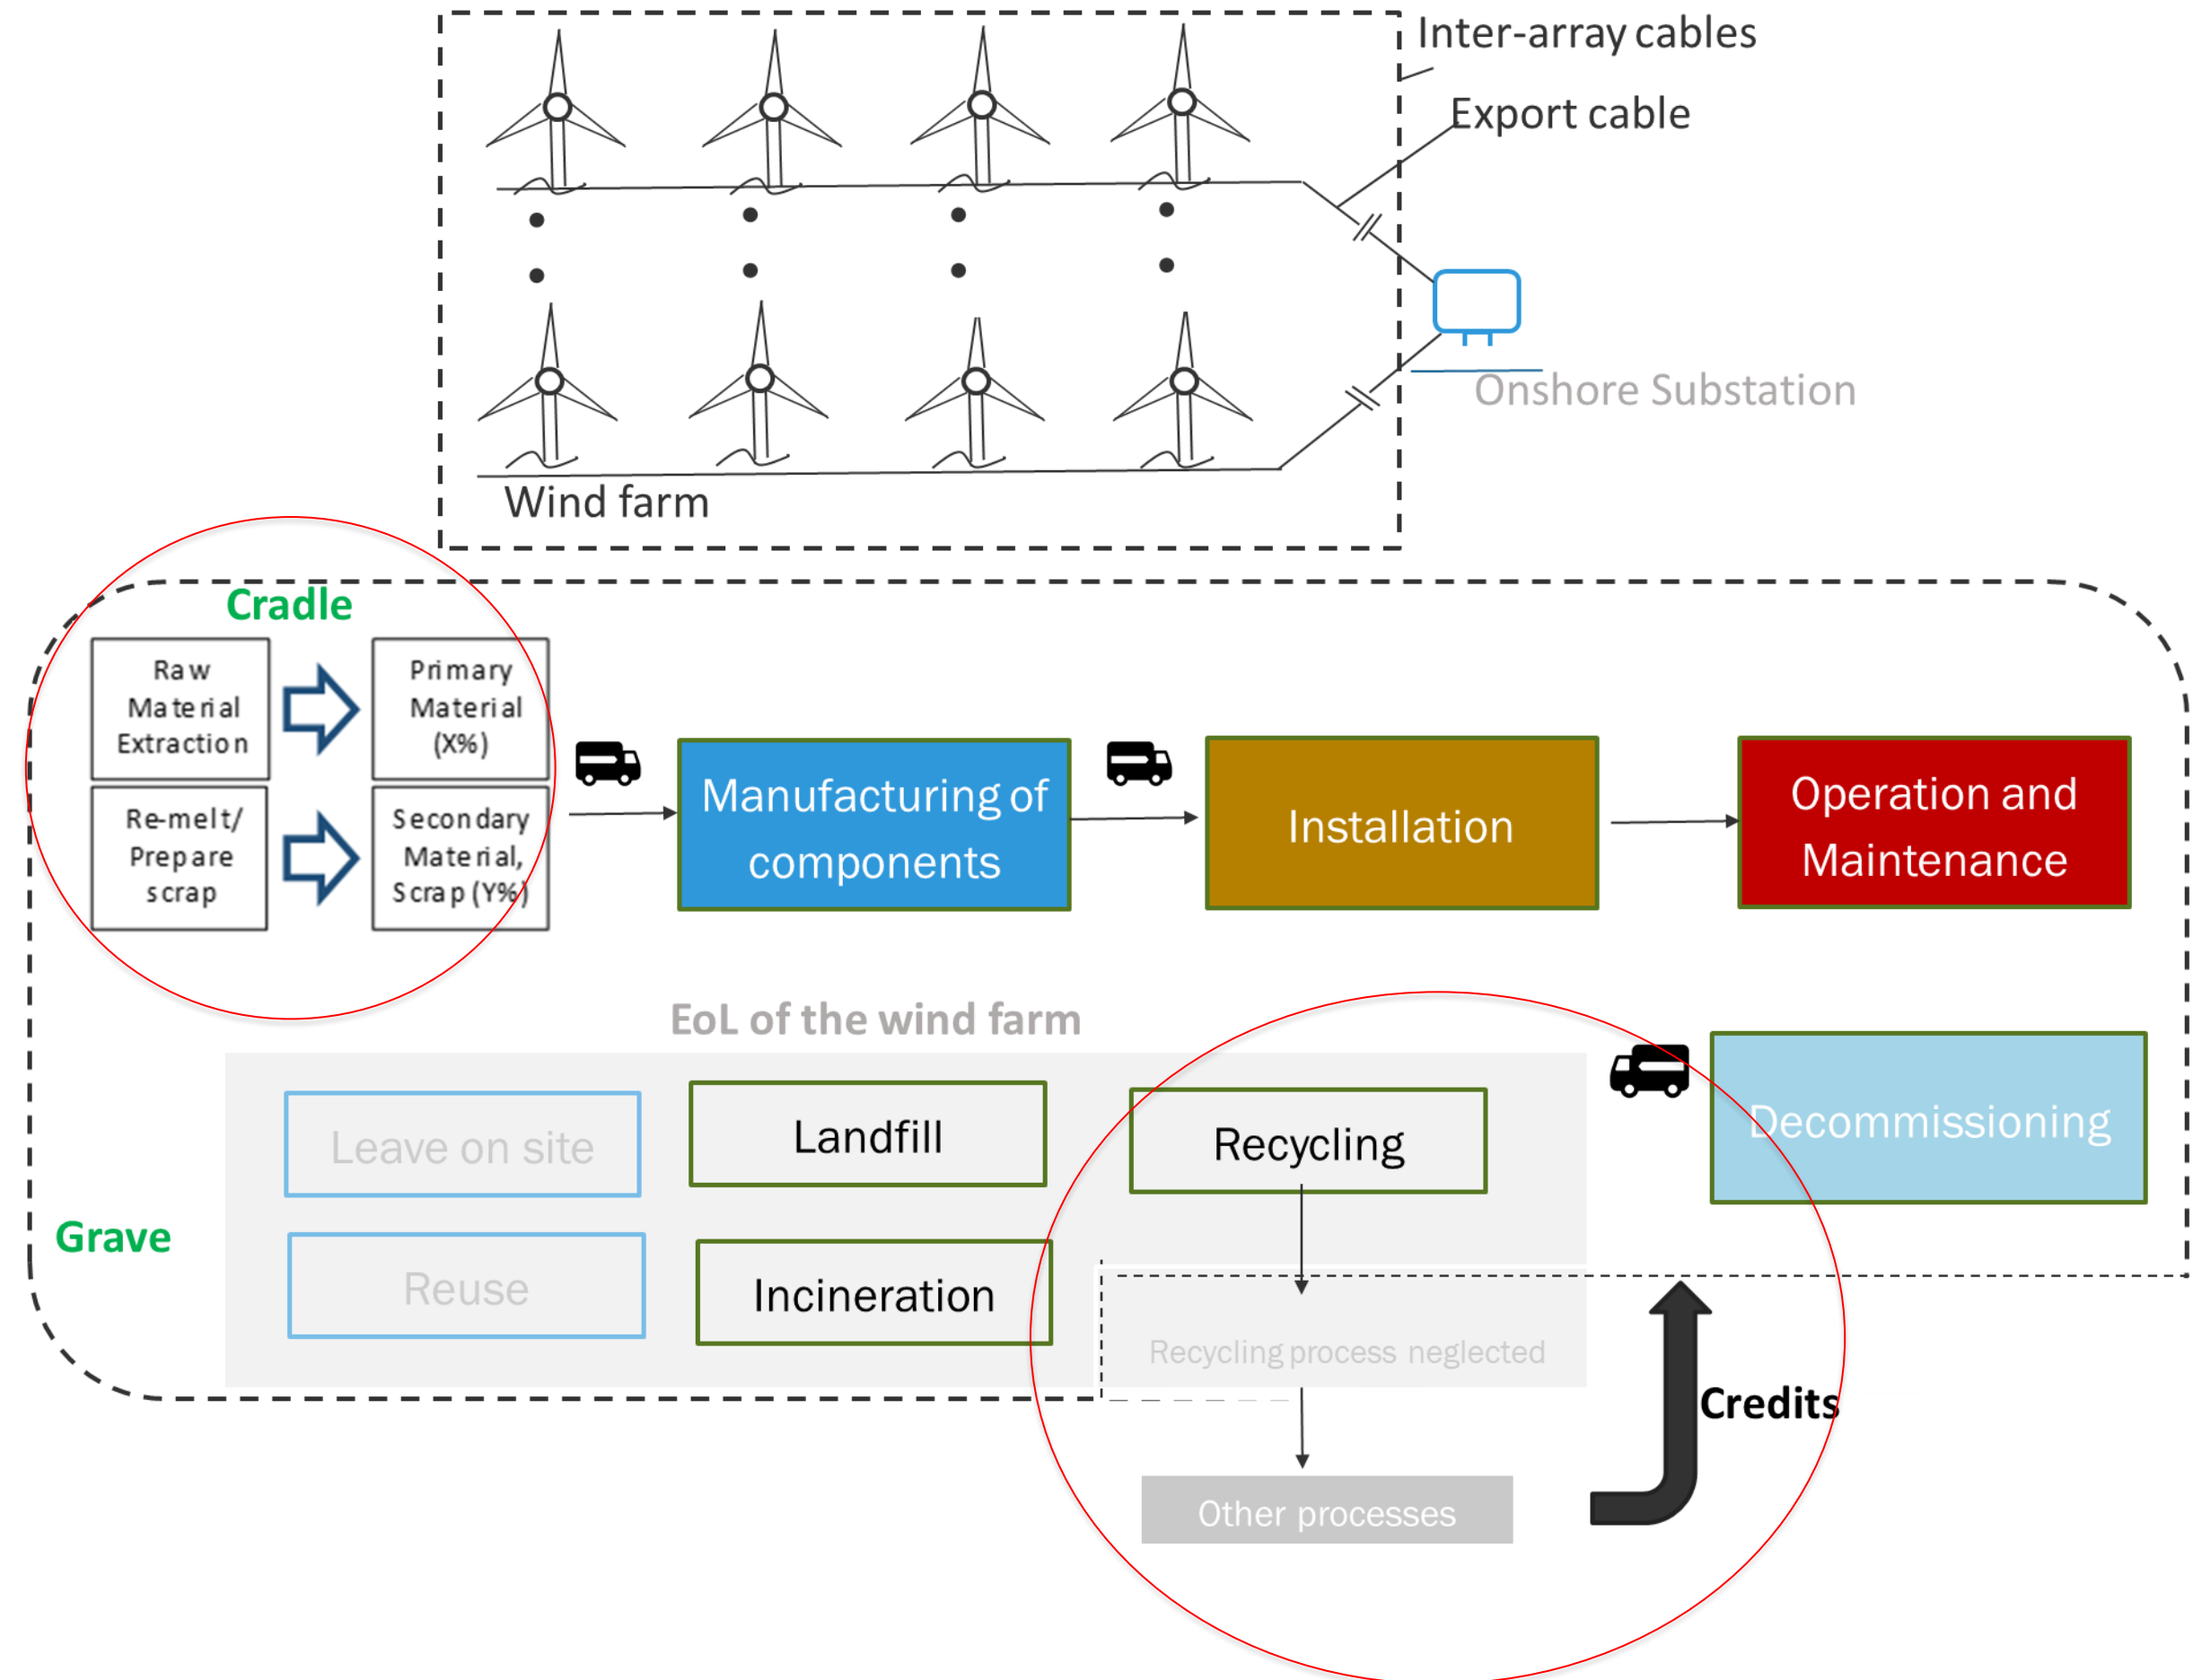 Inter-array cables
Export cable
Onshore Substation
Wind farm
Cradle
Raw
Material
Extraction
Primary
Material
(X%)
Re-melt/
Prepare
scrap
Secondary
Material,
Scrap (Y%)
Manufacturing of
components
Installation
Operation and
Maintenance
EoL of the wind farm
Leave on site
Landfill
Recycling
Decommissioning
Grave
Reuse
Incineration
Recycling process neglected
Credits
Other processes